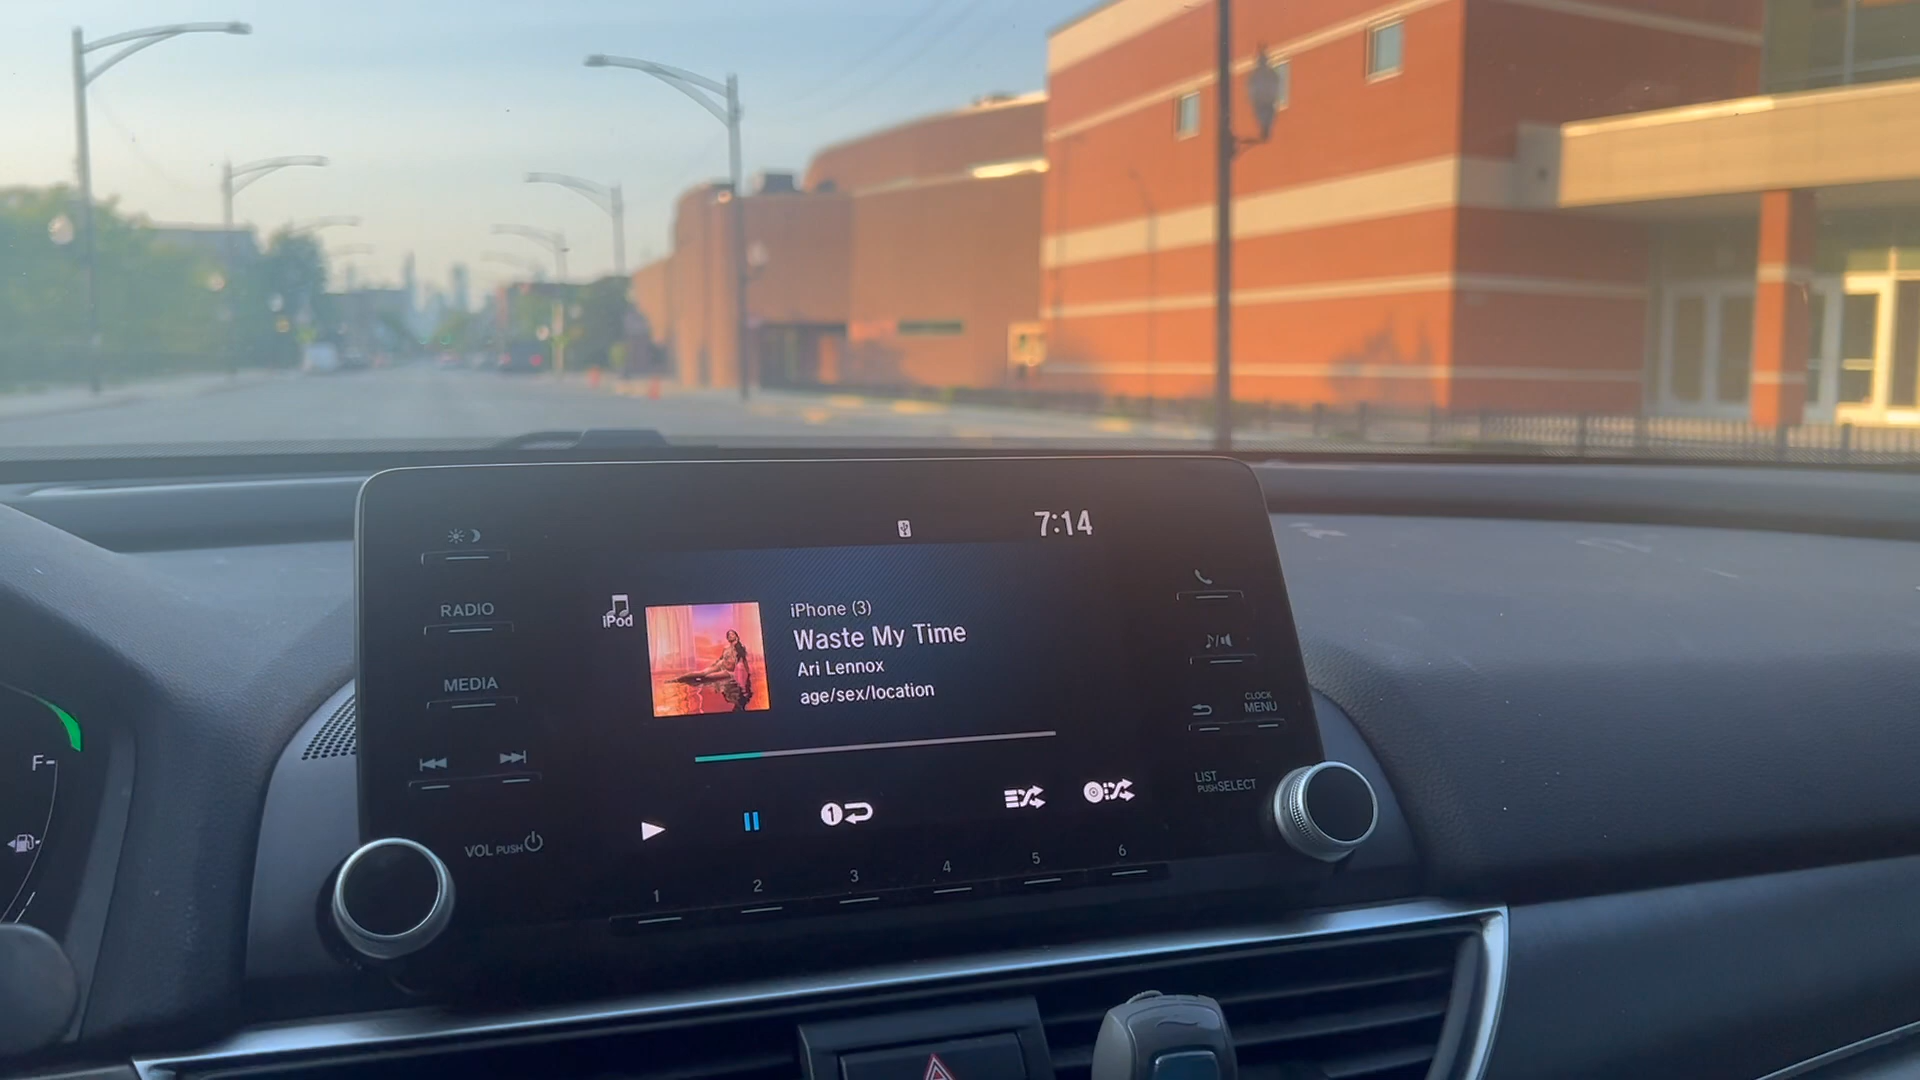 7:14
RADIO
iPod
iPhone (3)
Waste My Time
Ari Lennox
age/sex/location
MEDIA
CLOCK
MENU
LIST
PUSH SELECT
VOL PUSH
1
1 2 3 4 5 6
F